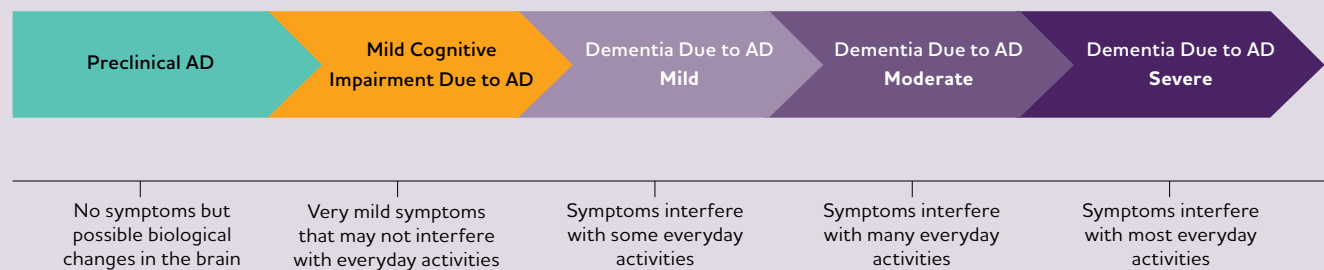 Preclinical AD
Mild Cognitive
Impairment Due to AD
Dementia Due to AD
Mild
Dementia Due to AD
Moderate
Dementia Due to AD
Severe
No symptoms but
possible biological
changes in the brain
Very mild symptoms
that may not interfere
with everyday activities
Symptoms interfere
with some everyday
activities
Symptoms interfere
with many everyday
activities
Symptoms interfere
with most everyday
activities